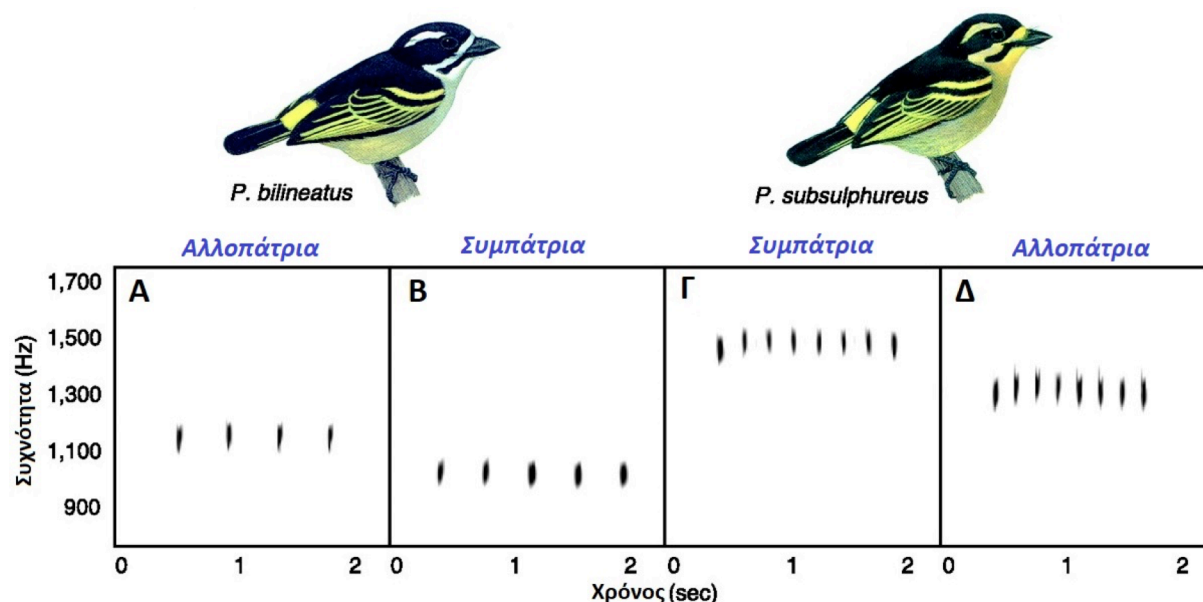 P. bilineatus
P. subsulphureus
Αλλοπάτρια
Συμπάτρια
Συμπάτρια
Αλλοπάτρια
Συχνότητα (Hz)
1,700
1,500
1,300
1,100
900
Α
Β
Γ
Δ
0 1 2 0 1 2 0 1 2 0 1 2
Χρόνος (sec)